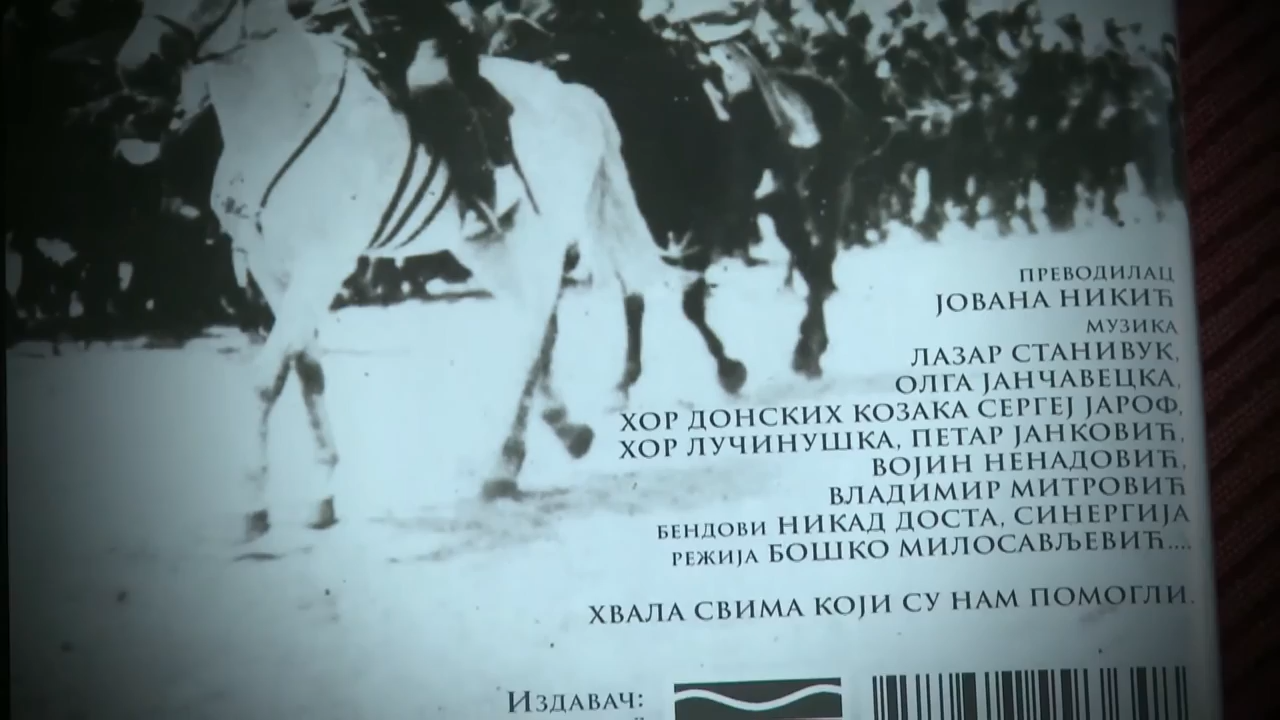 ПРЕВОДИЛАЦ
ЈОВАНА НИКИЋ
МУЗИКА
ЛАЗАР СТАНИВУК,
ОЛГА ЈАНЧАВЕЦКА,
ХОР ДОНСКИХ КОЗАКА СЕРГЕЈ ЈАРОФ,
ХОР ЛУЧИНУШКА, ПЕТАР ЈАНКОВИЋ,
ВОЈИН НЕНАДОВИЋ,
ВЛАДИМИР МИТРОВИЋ
БЕНДОВИ НИКАД ДОСТА, СИНЕРГИЈА
РЕЖИЈА БОШКО МИЛОСАВЉЕВИЋ....
ХВАЛА СВИМА КОЈИ СУ НАМ ПОМОГЛИ.
ИЗДАВАЧ: